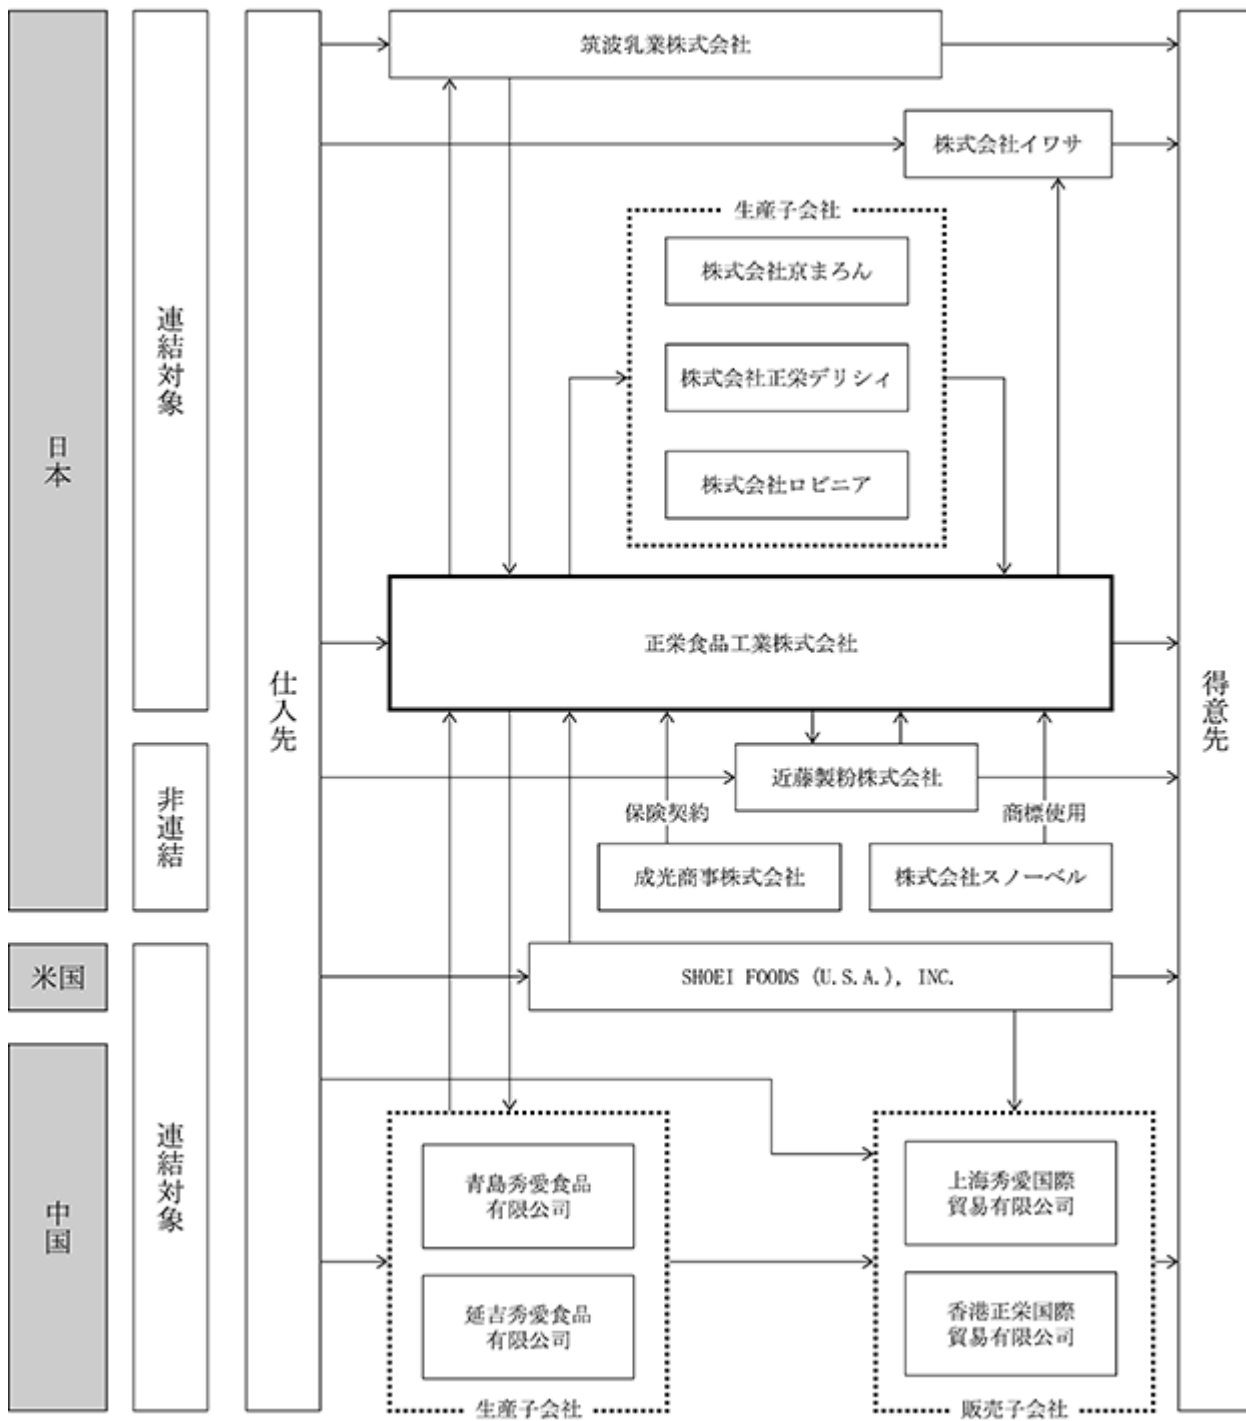 日本
連結対象
非連結
米国
中国
連結対象
仕入先
得意先
筑波乳業株式会社
株式会社イワサ
生産子会社
株式会社京まろん
株式会社正栄デリシィ
株式会社ロビニア
正栄食品工業株式会社
近藤製粉株式会社
保険契約
商標使用
成光商事株式会社
株式会社スノーベル
SHOEI FOODS (U.S.A.), INC.
青島秀愛食品
有限公司
延吉秀愛食品
有限公司
生産子会社
上海秀愛国際
貿易有限公司
香港正栄国際
貿易有限公司
販売子会社